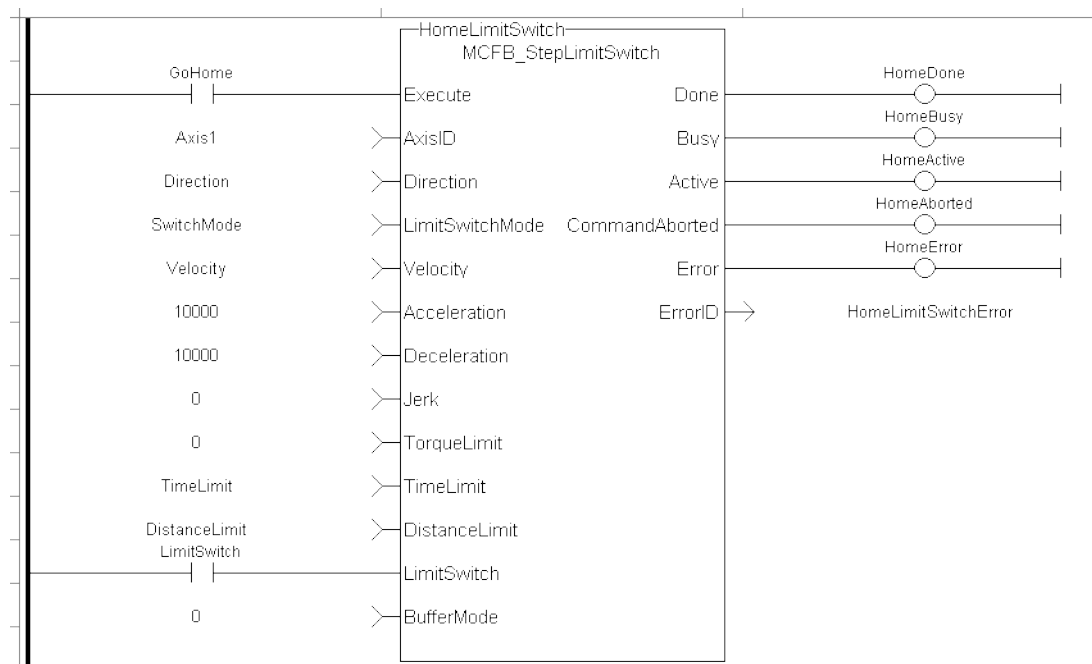 HomeLimitSwitch
MCFB_StepLimitSwitch
GoHome
Execute
Done
HomeDone
Axis1
AxisID
Busy
HomeBusy
Direction
Direction
Active
HomeActive
SwitchMode
LimitSwitchMode
CommandAborted
HomeAborted
Velocity
Velocity
Error
HomeError
10000
Acceleration
ErrorID
HomeLimitSwitchError
10000
Deceleration
0
Jerk
0
TorqueLimit
TimeLimit
TimeLimit
DistanceLimit
DistanceLimit
LimitSwitch
LimitSwitch
0
BufferMode